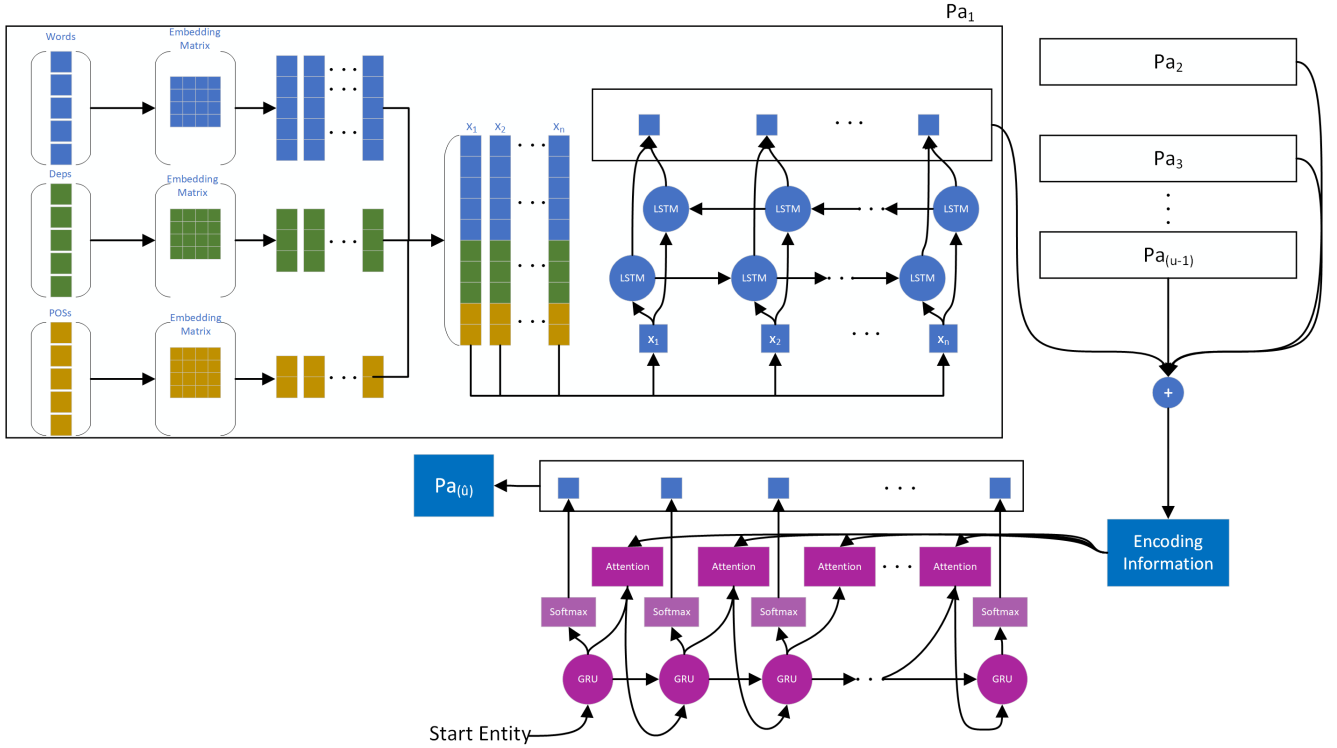 Pa1
Words
Embedding
Matrix
Pa2
X1 X2 Xn
Pa3
Deps
Embedding
Matrix
LSTM LSTM LSTM
Pa(u-1)
LSTM LSTM LSTM
POSs
Embedding
Matrix
X1 X2 Xn
+
Pa(û)
Encoding
Information
Attention Attention Attention Attention
Softmax Softmax Softmax Softmax
GRU GRU GRU GRU
Start Entity